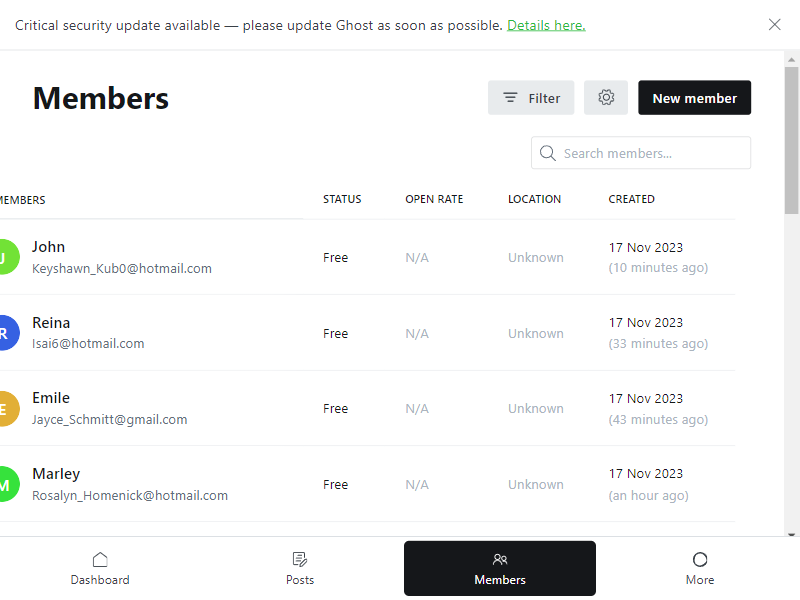 Critical security update available — please update Ghost as soon as possible. Details here.
Members
Filter
New member
Search members...
MEMBERS STATUS OPEN RATE LOCATION CREATED
J John Free N/A Unknown 17 Nov 2023
Keyshawn_Kub0@hotmail.com (10 minutes ago)
R Reina Free N/A Unknown 17 Nov 2023
Isai6@hotmail.com (33 minutes ago)
E Emile Free N/A Unknown 17 Nov 2023
Jayce_Schmitt@gmail.com (43 minutes ago)
M Marley Free N/A Unknown 17 Nov 2023
Rosalyn_Homenick@hotmail.com (an hour ago)
Dashboard Posts Members More